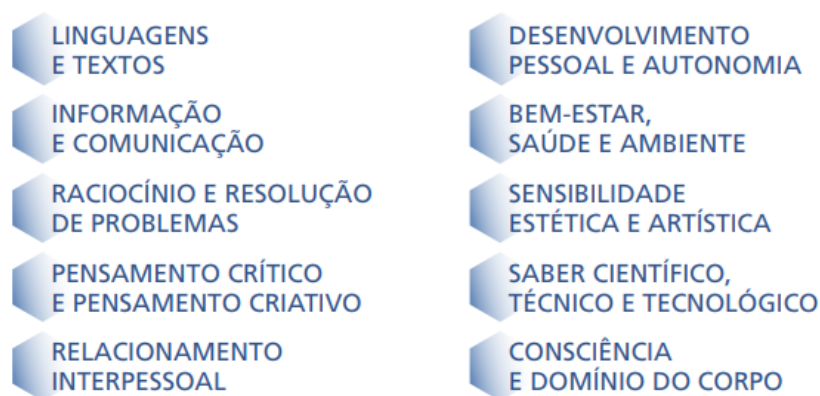 LINGUAGENS
E TEXTOS
INFORMAÇÃO
E COMUNICAÇÃO
RACIOCÍNIO E RESOLUÇÃO
DE PROBLEMAS
PENSAMENTO CRÍTICO
E PENSAMENTO CRIATIVO
RELACIONAMENTO
INTERPESSOAL
DESENVOLVIMENTO
PESSOAL E AUTONOMIA
BEM-ESTAR,
SAÚDE E AMBIENTE
SENSIBILIDADE
ESTÉTICA E ARTÍSTICA
SABER CIENTÍFICO,
TÉCNICO E TECNOLÓGICO
CONSCIÊNCIA
E DOMÍNIO DO CORPO